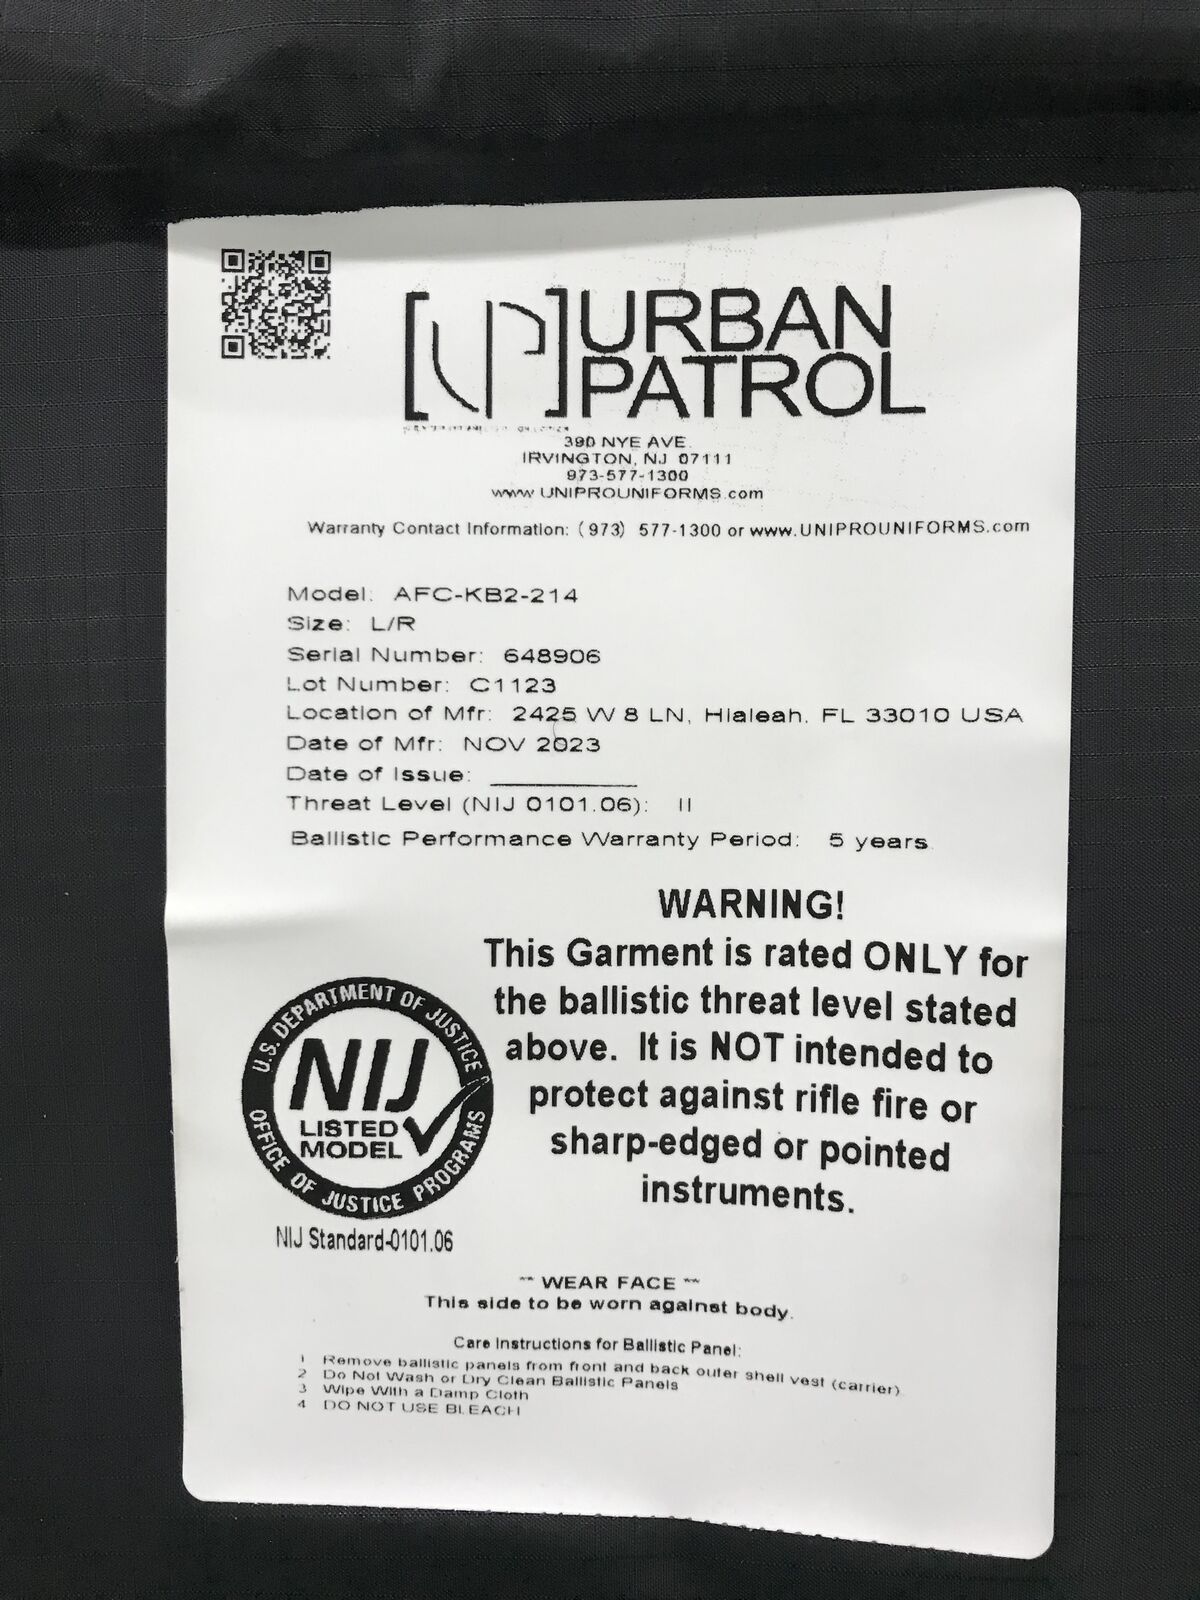 URBAN
PATROL
390 NYE AVE.
IRVINGTON, NJ 07111
973-577-1300
www.UNIPROUNIFORMS.com
Warranty Contact Information: (973) 577-1300 or www.UNIPROUNIFORMS.com
Model: AFC-KB2-214
Size: L/R
Serial Number: 648906
Lot Number: C1123
Location of Mfr: 2425 W 8 LN, Hialeah, FL 33010 USA
Date of Mfr: NOV 2023
Date of Issue: ____________
Threat Level (NIJ 0101.06): II
Ballistic Performance Warranty Period: 5 years
WARNING!
This Garment is rated ONLY for
the ballistic threat level stated
above. It is NOT intended to
protect against rifle fire or
sharp-edged or pointed
instruments.
U.S. DEPARTMENT OF JUSTICE
NIJ
LISTED
MODEL
OFFICE OF JUSTICE PROGRAMS
NIJ Standard-0101.06
** WEAR FACE **
This side to be worn against body.
Care Instructions for Ballistic Panel:
1 Remove ballistic panels from front and back outer shell vest (carrier)
2 Do Not Wash or Dry Clean Ballistic Panels
3 Wipe With a Damp Cloth
4 DO NOT USE BLEACH